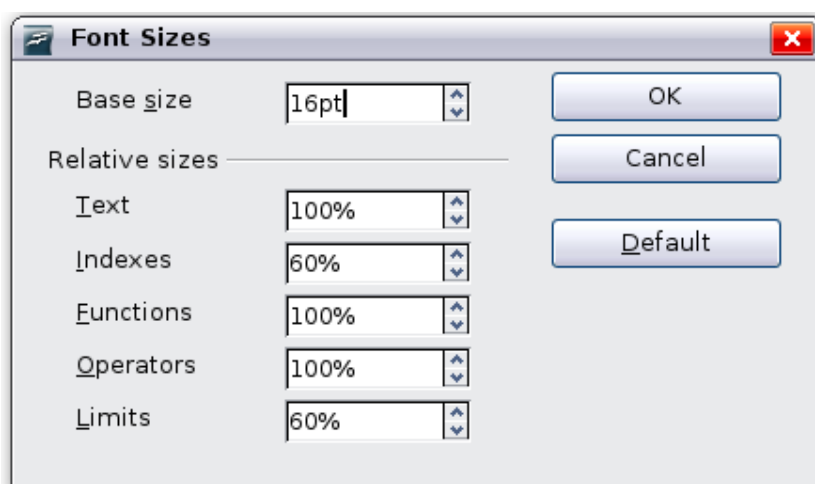 Font Sizes
Base size 16pt OK
Relative sizes Cancel
Text 100%
Default
Indexes 60%
Functions 100%
Operators 100%
Limits 60%